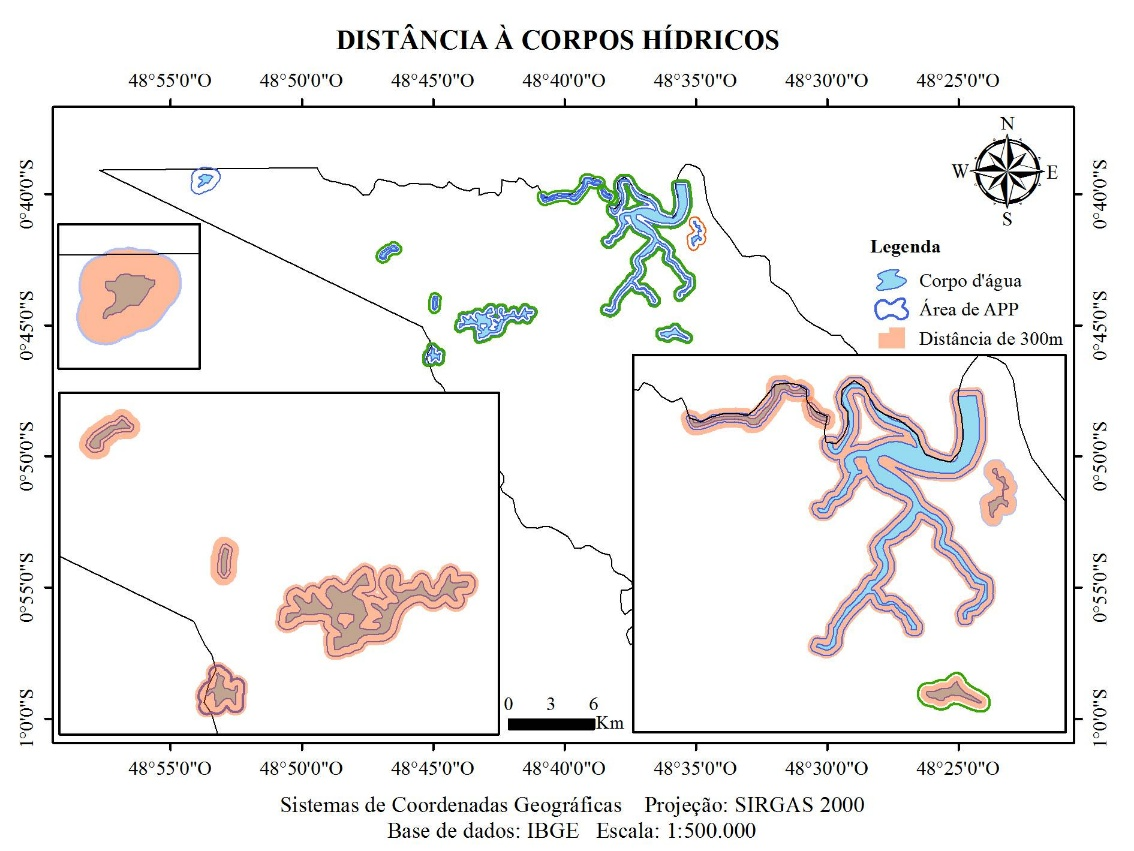 DISTÂNCIA À CORPOS HÍDRICOS
48°55'0"O 48°50'0"O 48°45'0"O 48°40'0"O 48°35'0"O 48°30'0"O 48°25'0"O
N
W E
S
0°40'0"S 0°40'0"S
Legenda
Corpo d'água
Área de APP
Distância de 300m
0°45'0"S 0°45'0"S
0°50'0"S 0°50'0"S
0°55'0"S 0°55'0"S
0 3 6
Km
1°0'0"S 1°0'0"S
48°55'0"O 48°50'0"O 48°45'0"O 48°40'0"O 48°35'0"O 48°30'0"O 48°25'0"O
Sistemas de Coordenadas Geográficas Projeção: SIRGAS 2000
Base de dados: IBGE Escala: 1:500.000